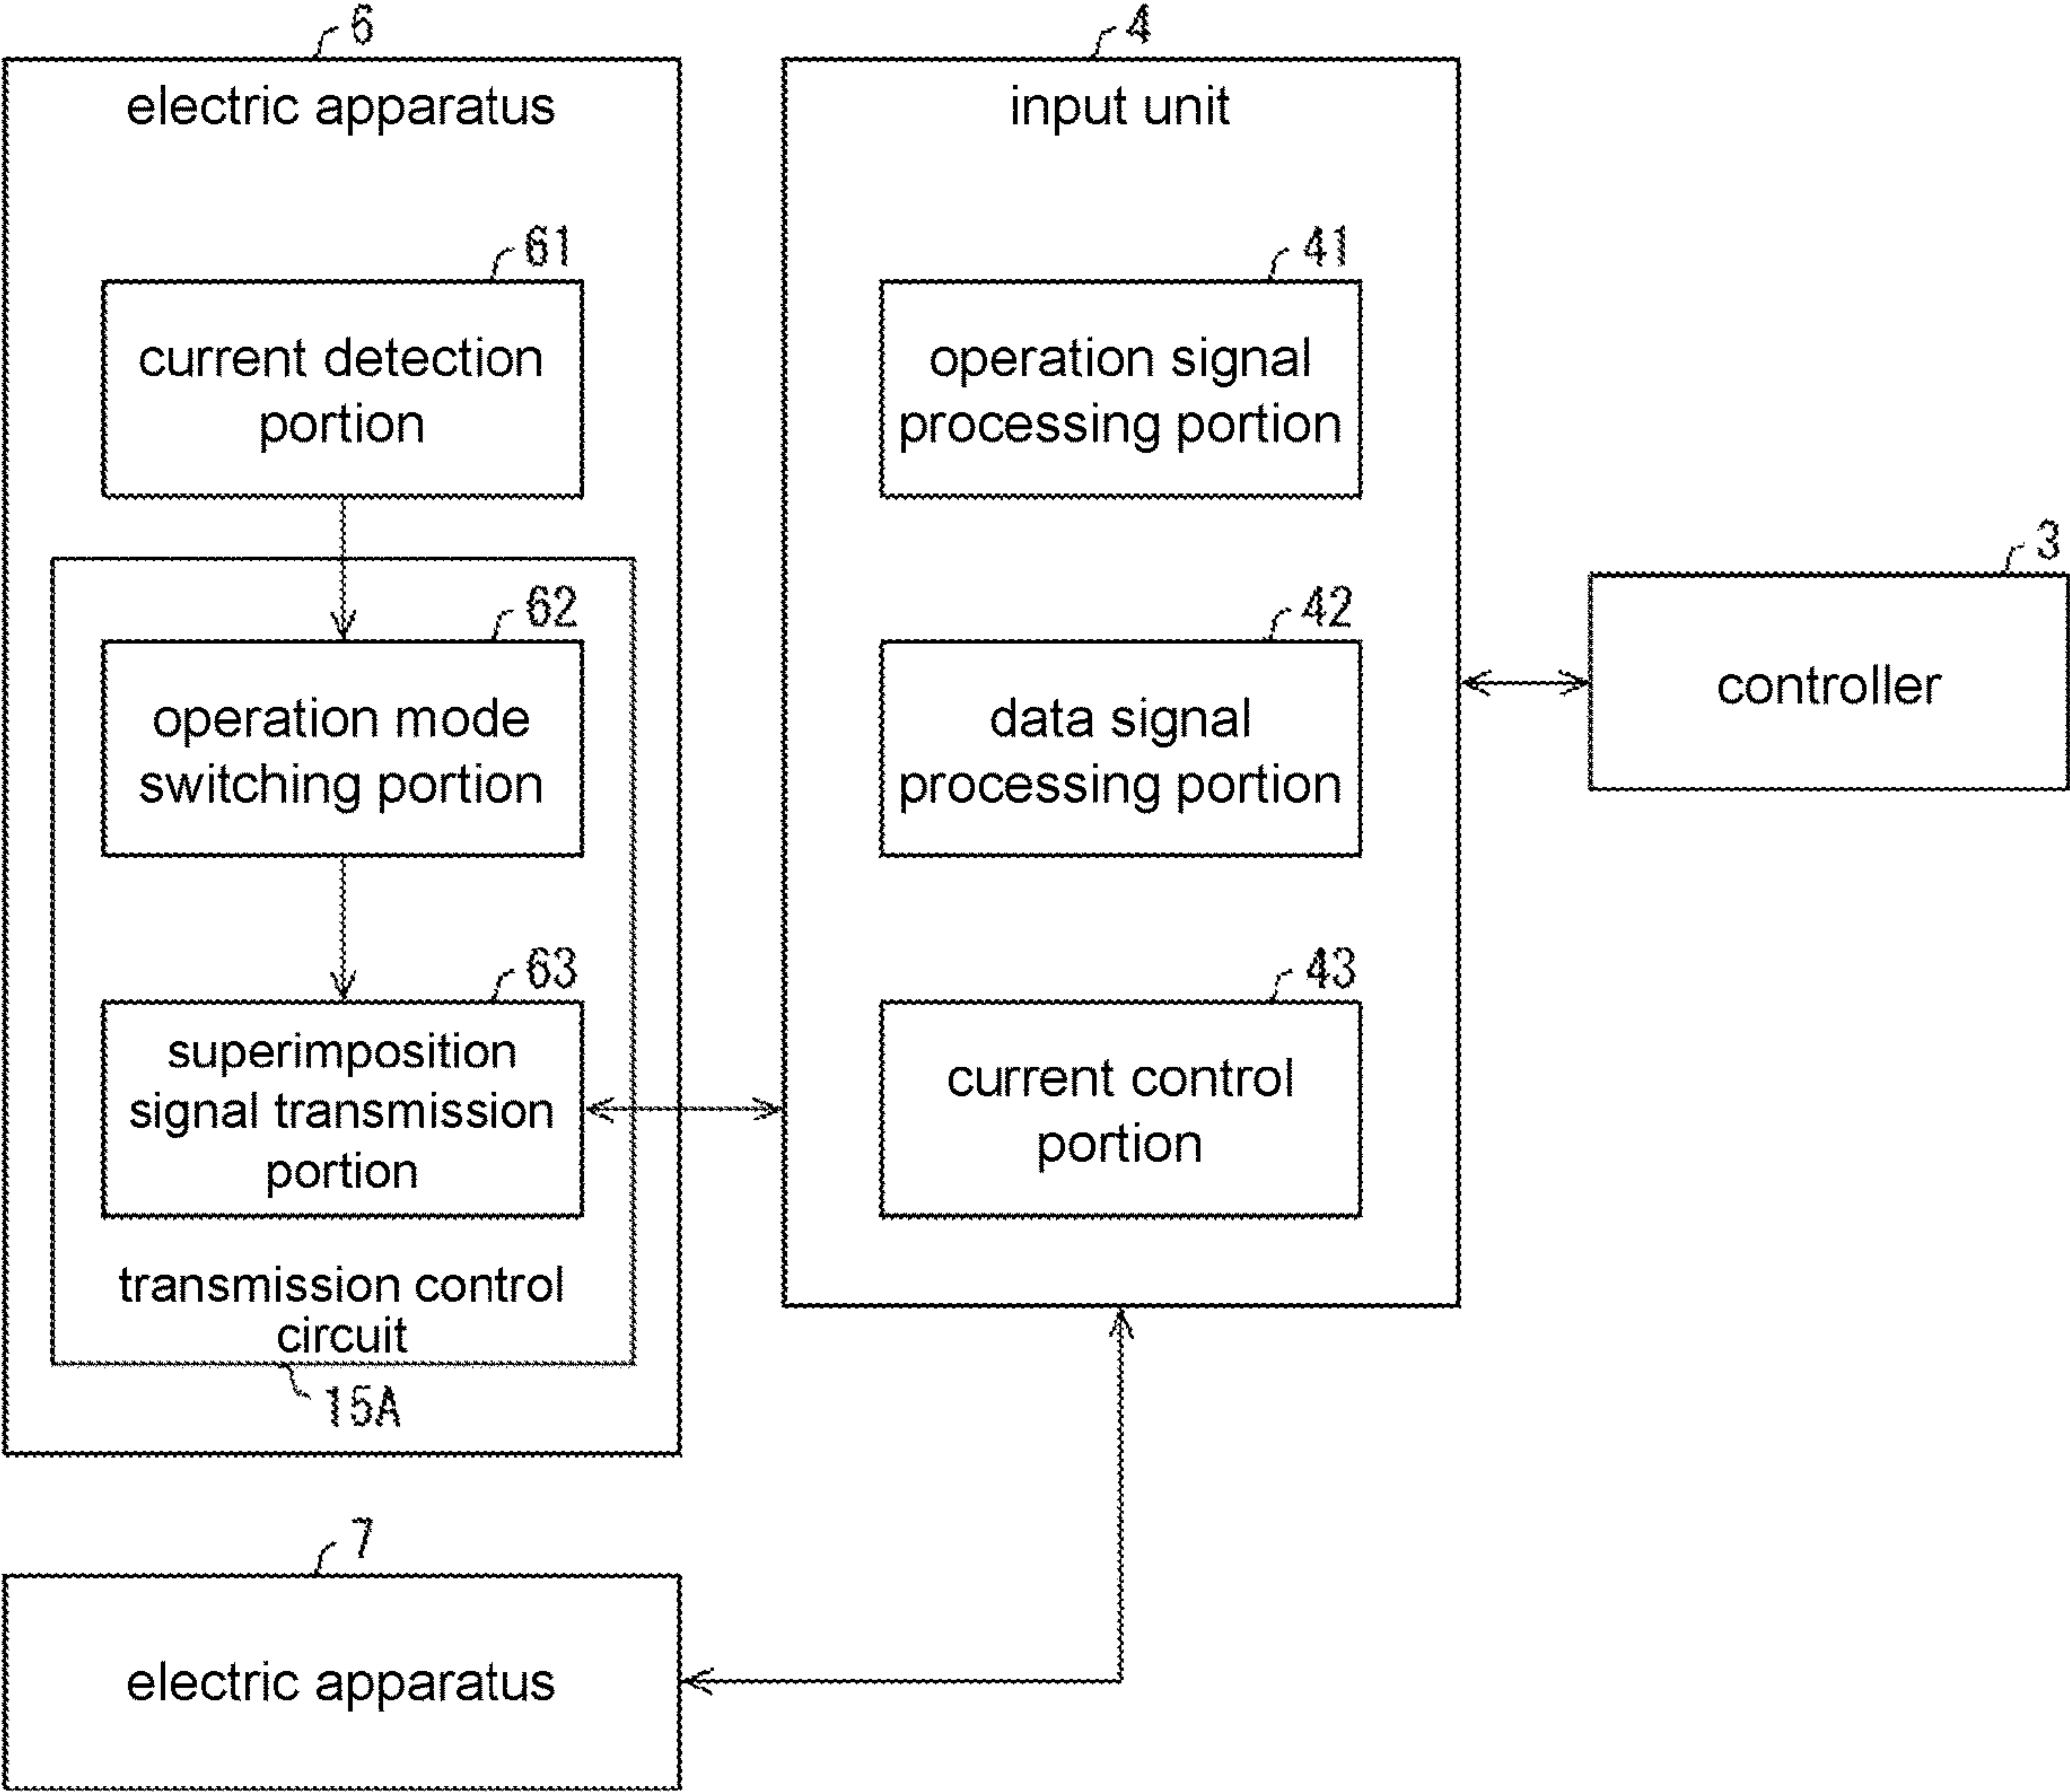 6
electric apparatus
61
current detection
portion
62
operation mode
switching portion
63
superimposition
signal transmission
portion
transmission control
circuit
15A
4
input unit
41
operation signal
processing portion
42
data signal
processing portion
43
current control
portion
3
controller
7
electric apparatus